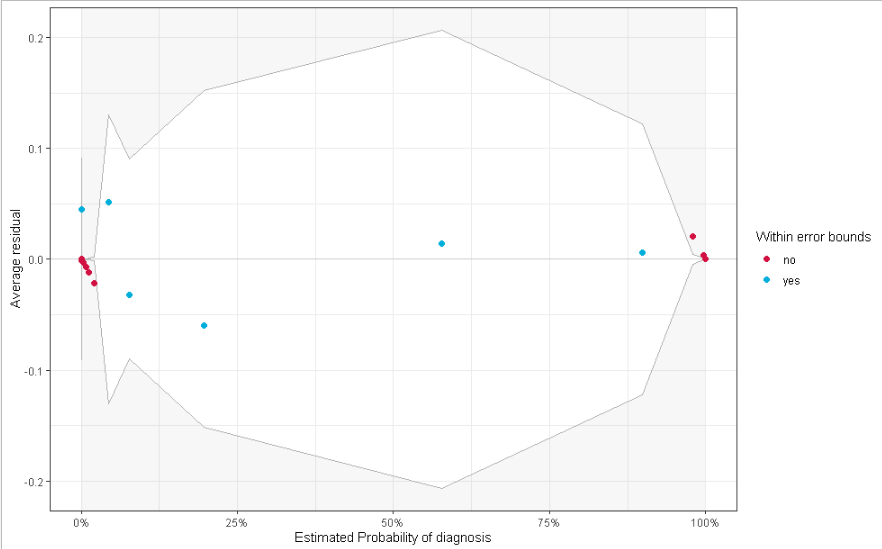 0.2
0.1
0.0
-0.1
-0.2
Average residual
0% 25% 50% 75% 100%
Estimated Probability of diagnosis
Within error bounds
no
yes